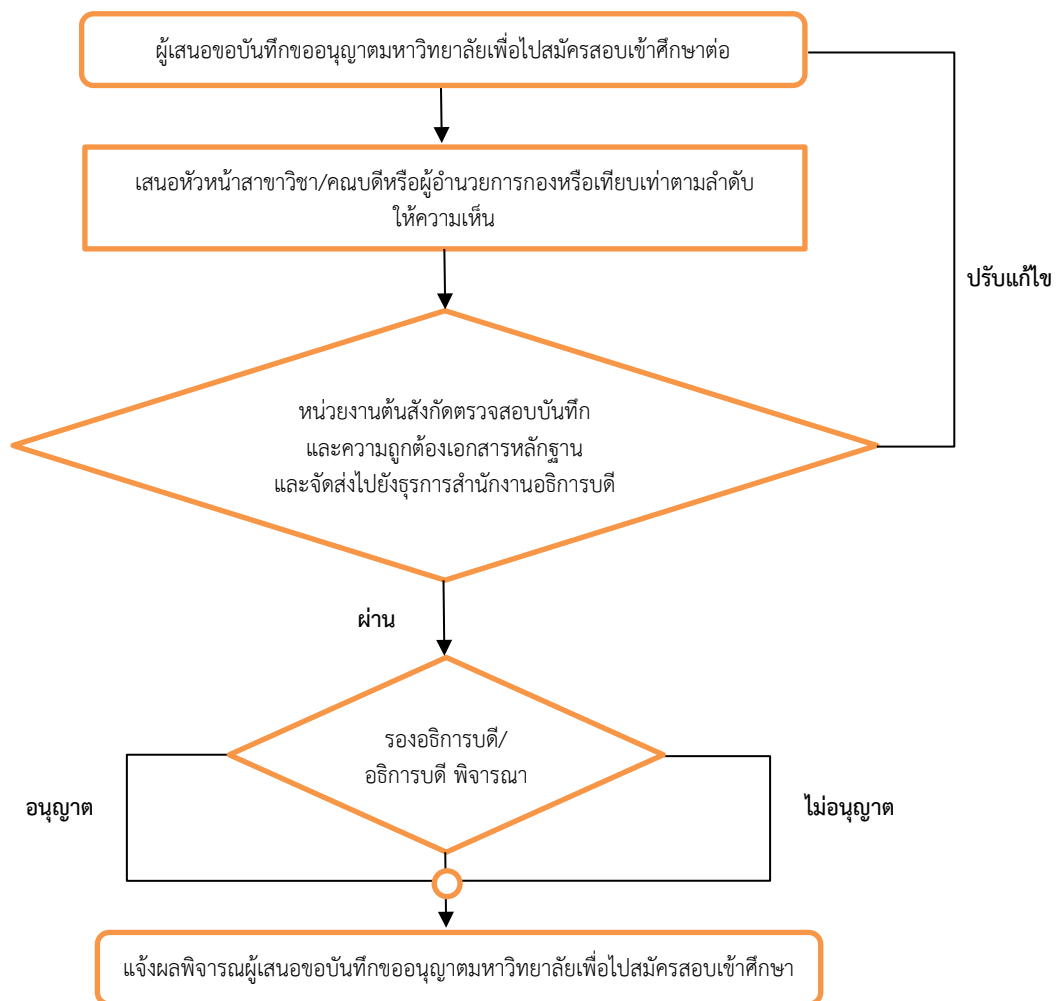 ผู้เสนอขอบันทึกขออนุญาตมหาวิทยาลัยเพื่อไปสมัครสอบเข้าศึกษาต่อ
เสนอหัวหน้าสาขาวิชา/คณบดีหรือผู้อำนวยการกองหรือเทียบเท่าตามลำดับ
ให้ความเห็น
ปรับแก้ไข
หน่วยงานต้นสังกัดตรวจสอบบันทึก
และความถูกต้องเอกสารหลักฐาน
และจัดส่งไปยังธุรการสำนักงานอธิการบดี
ผ่าน
รองอธิการบดี/
อธิการบดี พิจารณา
อนุญาต
ไม่อนุญาต
แจ้งผลพิจารณผู้เสนอขอบันทึกขออนุญาตมหาวิทยาลัยเพื่อไปสมัครสอบเข้าศึกษา